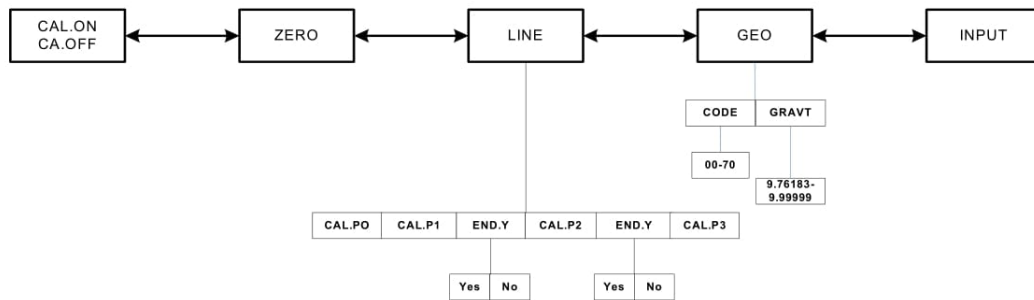 CAL.ON
CA.OFF
ZERO
LINE
GEO
INPUT
CODE GRAVT
00-70
9.76183-
9.99999
CAL.PO CAL.P1 END.Y CAL.P2 END.Y CAL.P3
Yes No Yes No